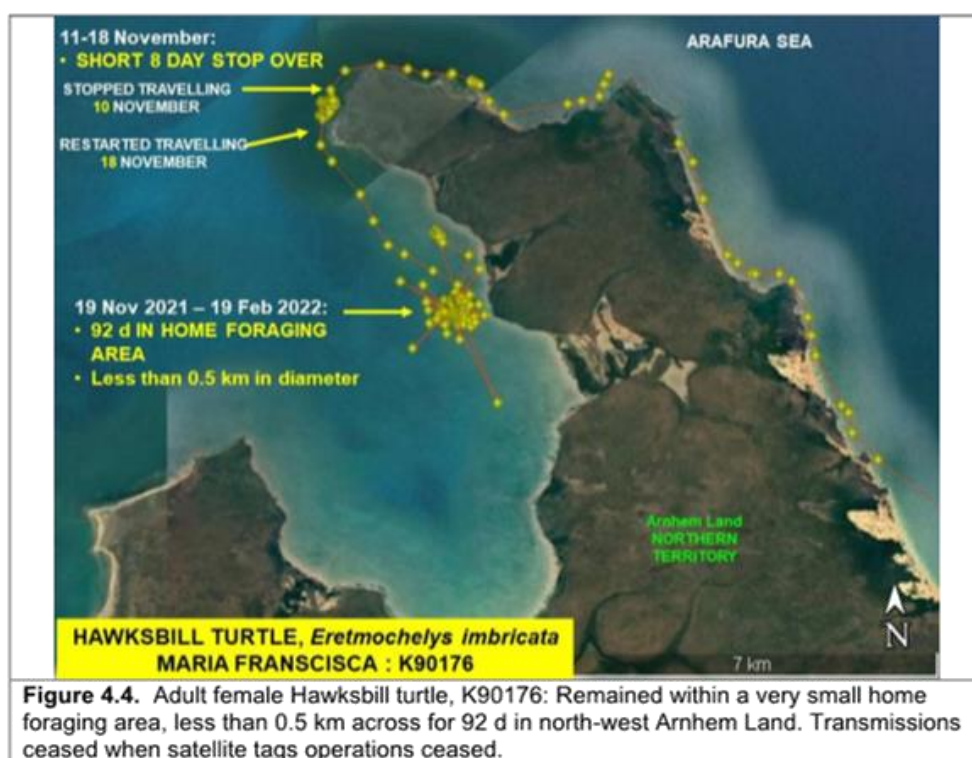 11-18 November:
• SHORT 8 DAY STOP OVER
ARAFURA SEA
STOPPED TRAVELLING
10 NOVEMBER
RESTARTED TRAVELLING
18 NOVEMBER
19 Nov 2021 – 19 Feb 2022:
• 92 d IN HOME FORAGING
AREA
• Less than 0.5 km in diameter
Arnhem Land
NORTHERN
TERRITORY
N
HAWKSBILL TURTLE, Eretmochelys imbricata
MARIA FRANSCISCA : K90176
7 km
Figure 4.4. Adult female Hawksbill turtle, K90176: Remained within a very small home
foraging area, less than 0.5 km across for 92 d in north-west Arnhem Land. Transmissions
ceased when satellite tags operations ceased.